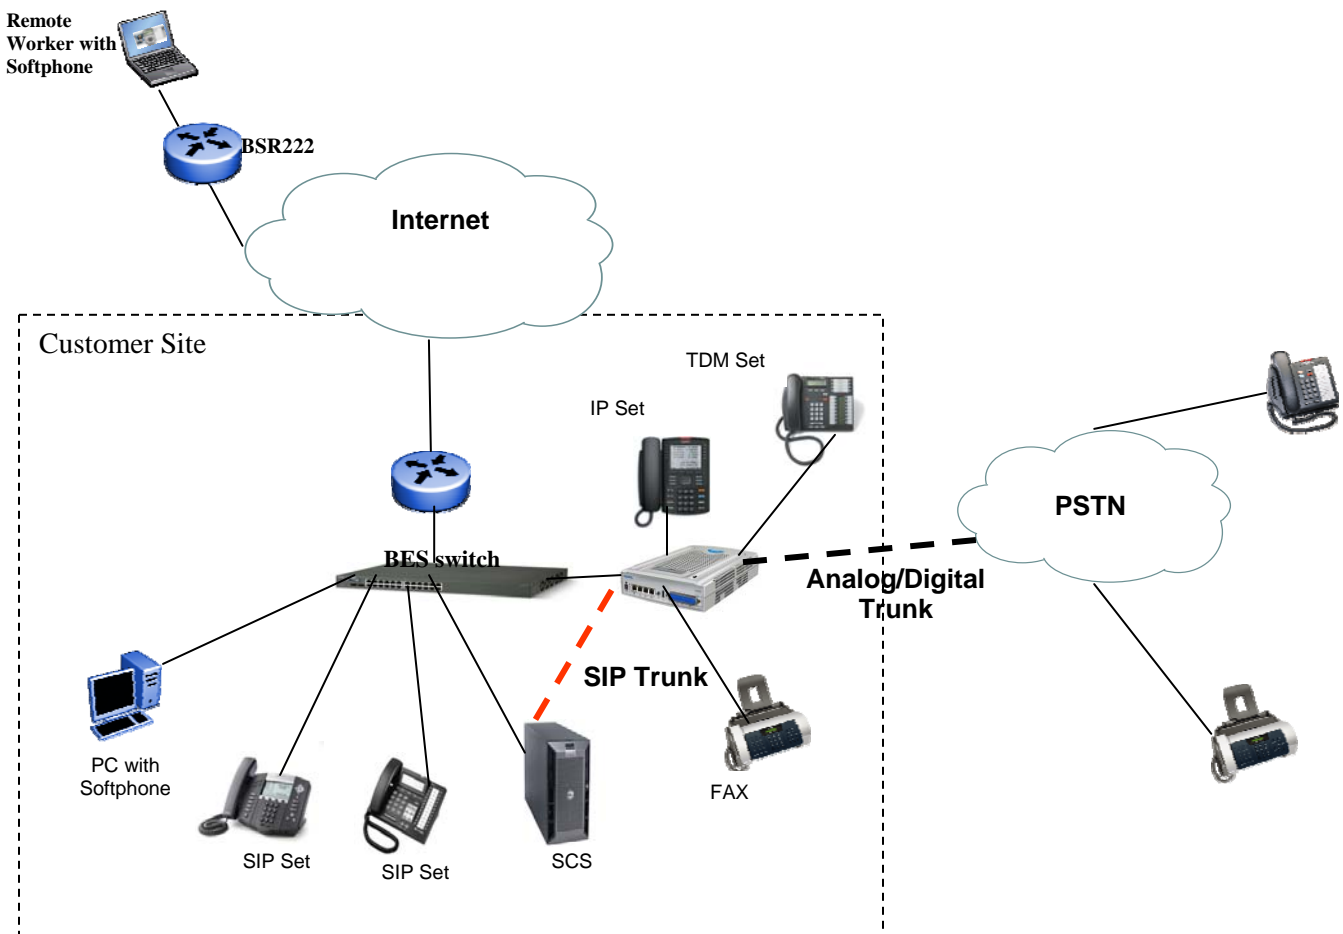 Remote
Worker with
Softphone
BSR222
Internet
Customer Site
TDM Set
IP Set
PSTN
BES switch
Analog/Digital
Trunk
SIP Trunk
PC with
Softphone
FAX
SIP Set
SIP Set
SCS